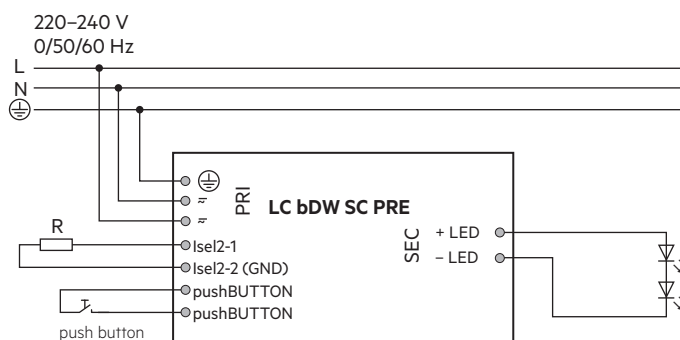 220–240 V
0/50/60 Hz
L
N
PRI
LC bDW SC PRE
R
Isel2-1
Isel2-2 (GND)
pushBUTTON
pushBUTTON
push button
SEC
+ LED
– LED